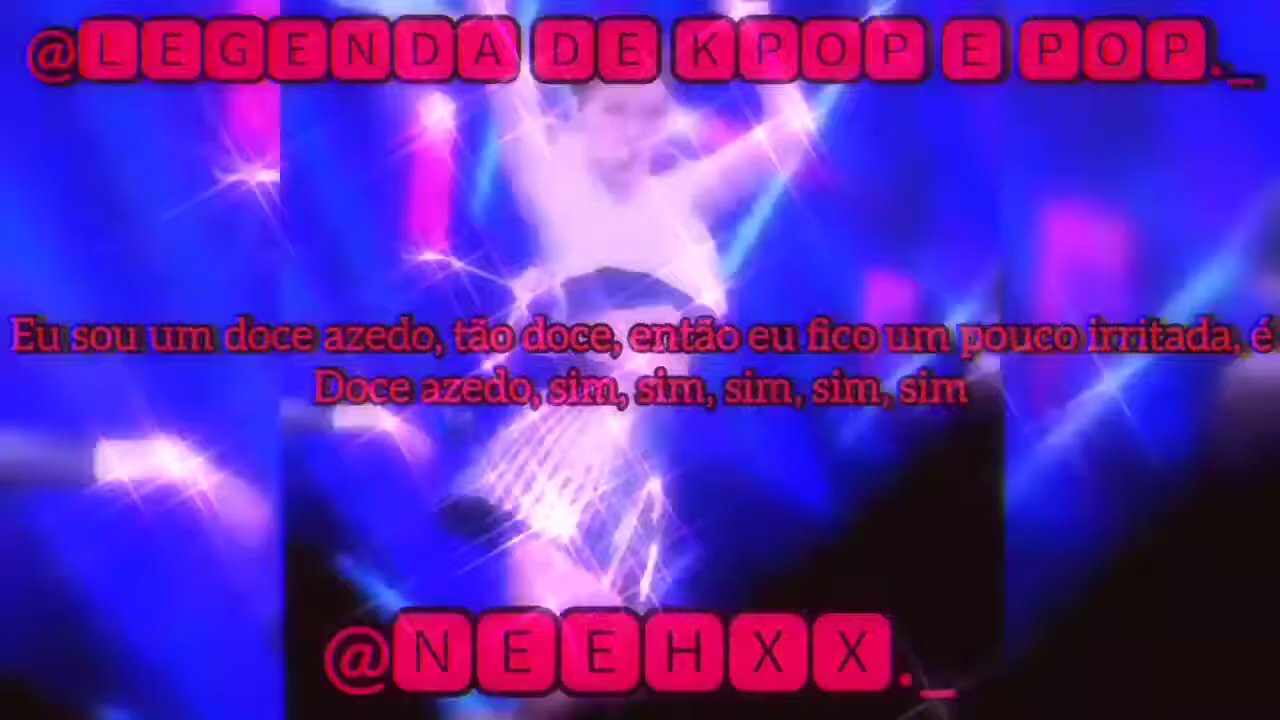 @LEGENDA DE KPOP E POP._
Eu sou um doce azedo, tão doce, então eu fico um pouco irritada, é
Doce azedo, sim, sim, sim, sim, sim
@NEEHXX._